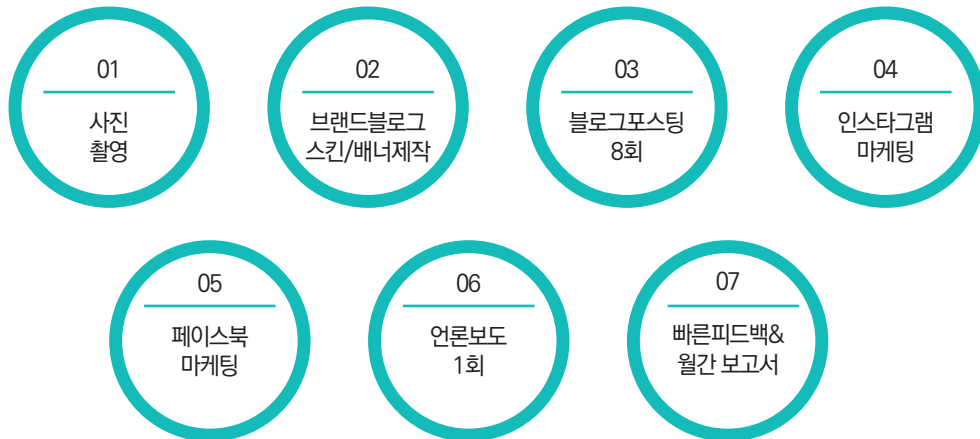 01
사진
촬영
02
브랜드블로그
스킨/배너제작
03
블로그포스팅
8회
04
인스타그램
마케팅
05
페이스북
마케팅
06
언론보도
1회
07
빠른피드백&
월간 보고서